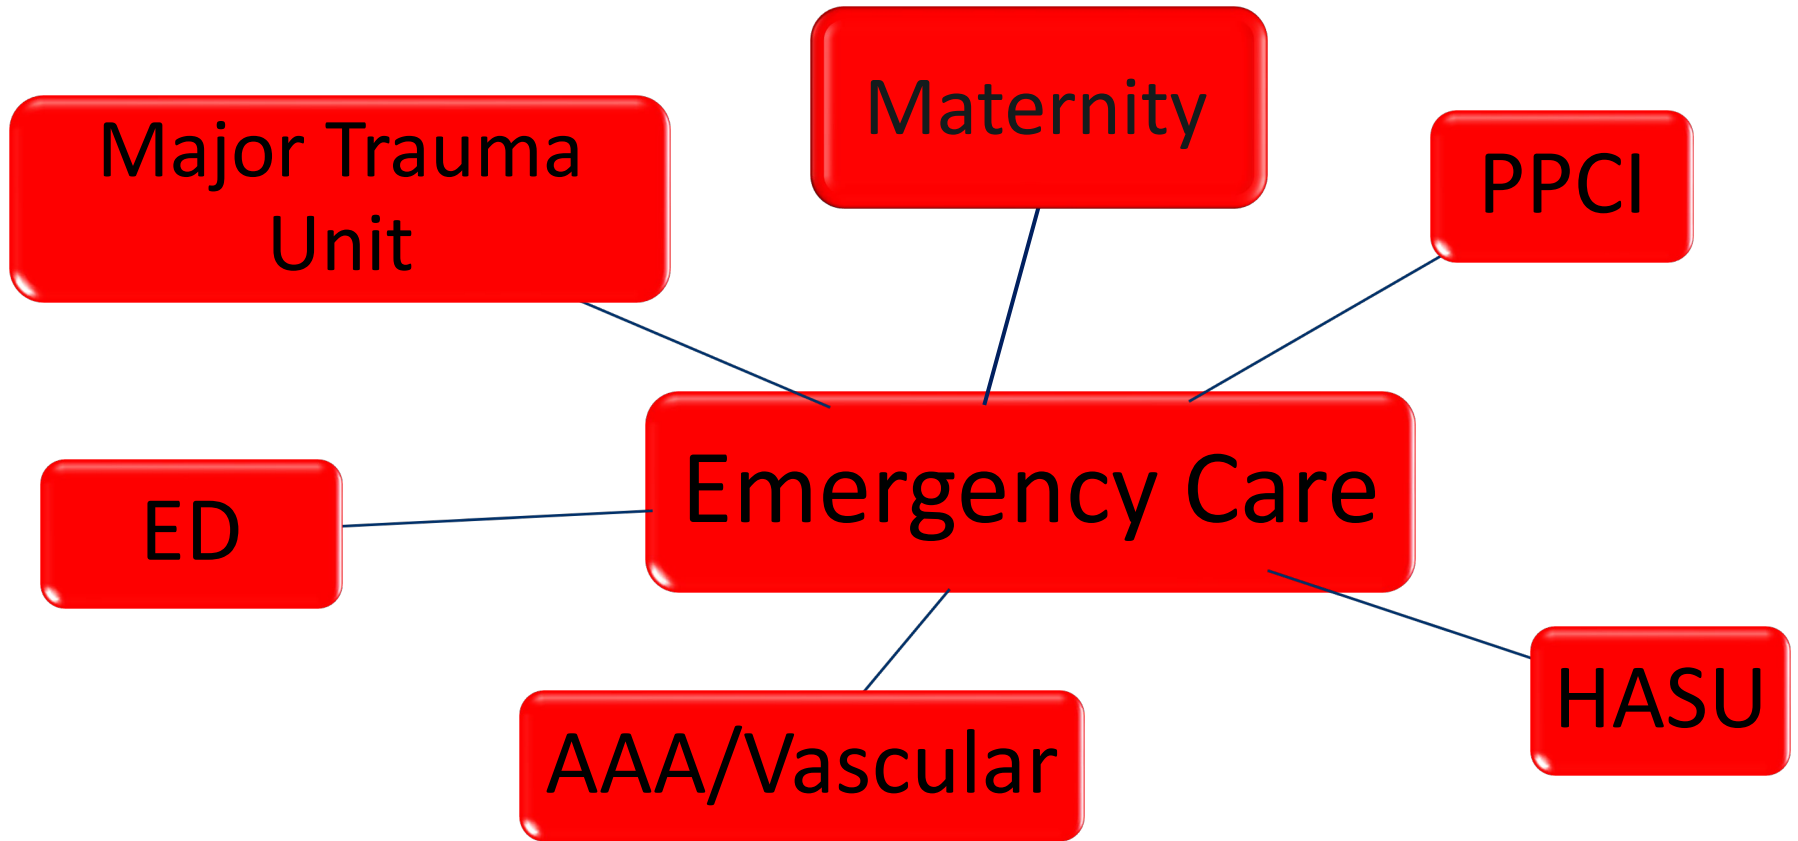 Maternity
Major Trauma
Unit
PPCI
Emergency Care
ED
HASU
AAA/Vascular